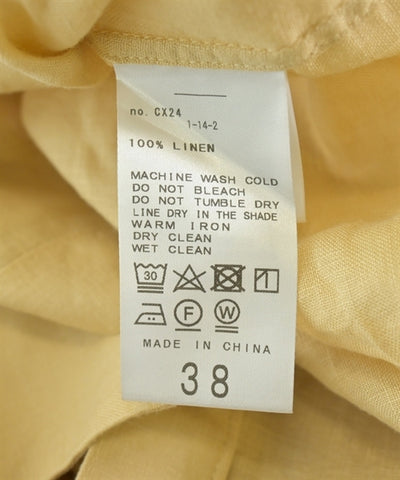 no. CX24
1-14-2
100% LINEN
MACHINE WASH COLD
DO NOT BLEACH
DO NOT TUMBLE DRY
LINE DRY IN THE SHADE
WARM IRON
DRY CLEAN
WET CLEAN
30
F W
MADE IN CHINA
38